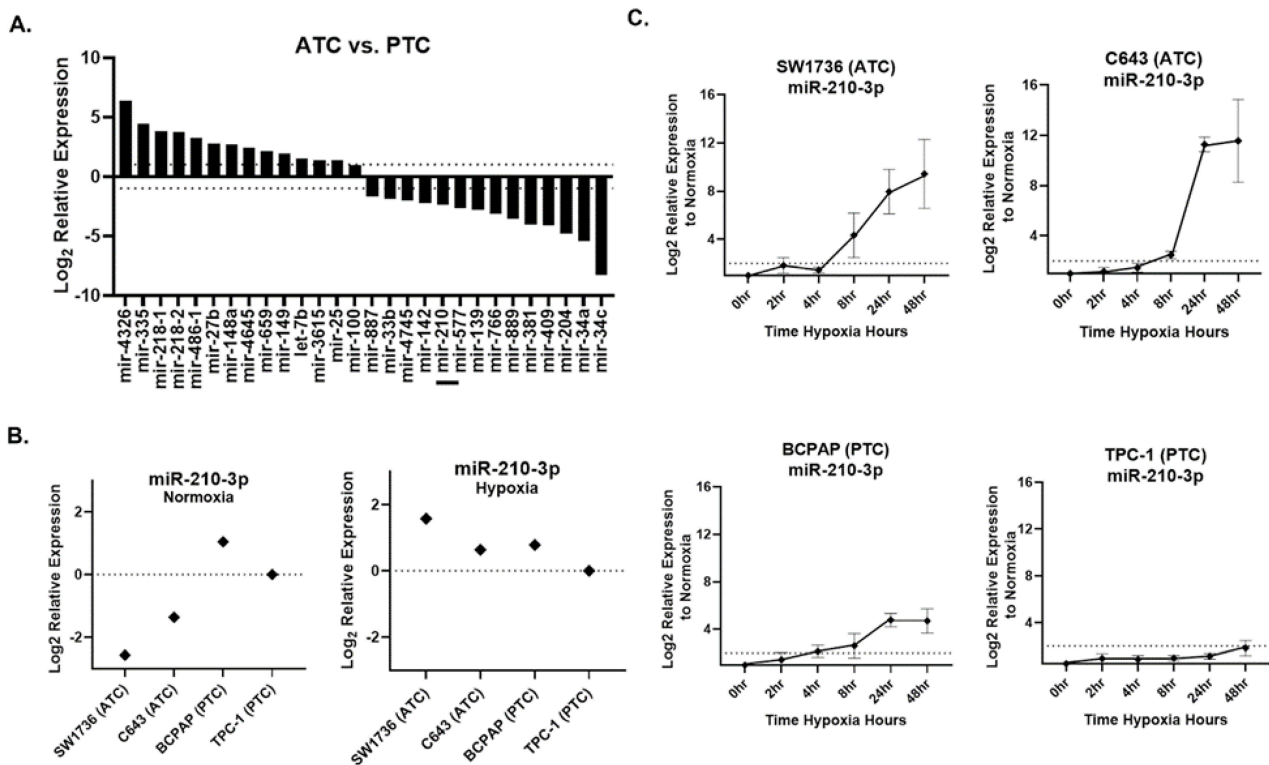 A.
ATC vs. PTC
Log2 Relative Expression
10
5
0
-5
-10
mir-4326
mir-335
mir-218-1
mir-218-2
mir-486-1
mir-27b
mir-148a
mir-4645
mir-659
mir-149
let-7b
mir-3615
mir-25
mir-100
mir-887
mir-33b
mir-4745
mir-142
mir-210
mir-577
mir-139
mir-766
mir-889
mir-381
mir-409
mir-204
mir-34a
mir-34c
B.
miR-210-3p
Normoxia
Log2 Relative Expression
2
0
-2
SW1736 (ATC)
C643 (ATC)
BCPAP (PTC)
TPC-1 (PTC)
miR-210-3p
Hypoxia
Log2 Relative Expression
2
0
-2
SW1736 (ATC)
C643 (ATC)
BCPAP (PTC)
TPC-1 (PTC)
C.
SW1736 (ATC)
miR-210-3p
Log2 Relative Expression
to Normoxia
16
12
8
4
0hr
2hr
4hr
8hr
24hr
48hr
Time Hypoxia Hours
C643 (ATC)
miR-210-3p
Log2 Relative Expression
to Normoxia
16
12
8
4
0hr
2hr
4hr
8hr
24hr
48hr
Time Hypoxia Hours
BCPAP (PTC)
miR-210-3p
Log2 Relative Expression
to Normoxia
16
12
8
4
0hr
2hr
4hr
8hr
24hr
48hr
Time Hypoxia Hours
TPC-1 (PTC)
miR-210-3p
Log2 Relative Expression
to Normoxia
16
12
8
4
0hr
2hr
4hr
8hr
24hr
48hr
Time Hypoxia Hours